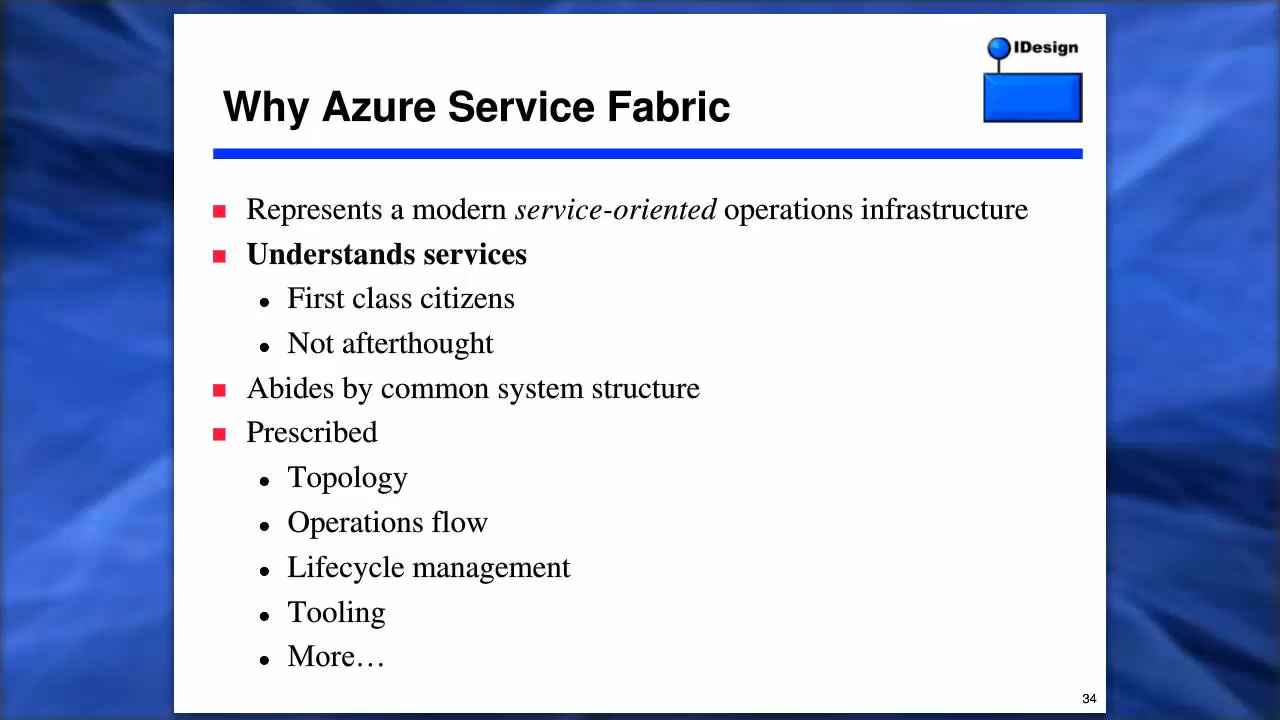 IDesign
Why Azure Service Fabric
Represents a modern service-oriented operations infrastructure
Understands services
First class citizens
Not afterthought
Abides by common system structure
Prescribed
Topology
Operations flow
Lifecycle management
Tooling
More…
34